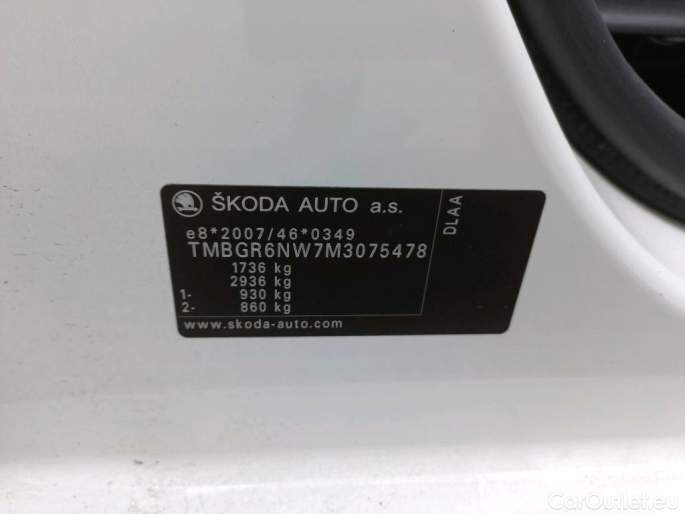 ŠKODA AUTO a.s.
e8*2007/46*0349
TMBGR6NW7M3075478
1736 kg
2936 kg
1- 930 kg
2- 860 kg
www.skoda-auto.com
DLAA
CarOutlet.eu